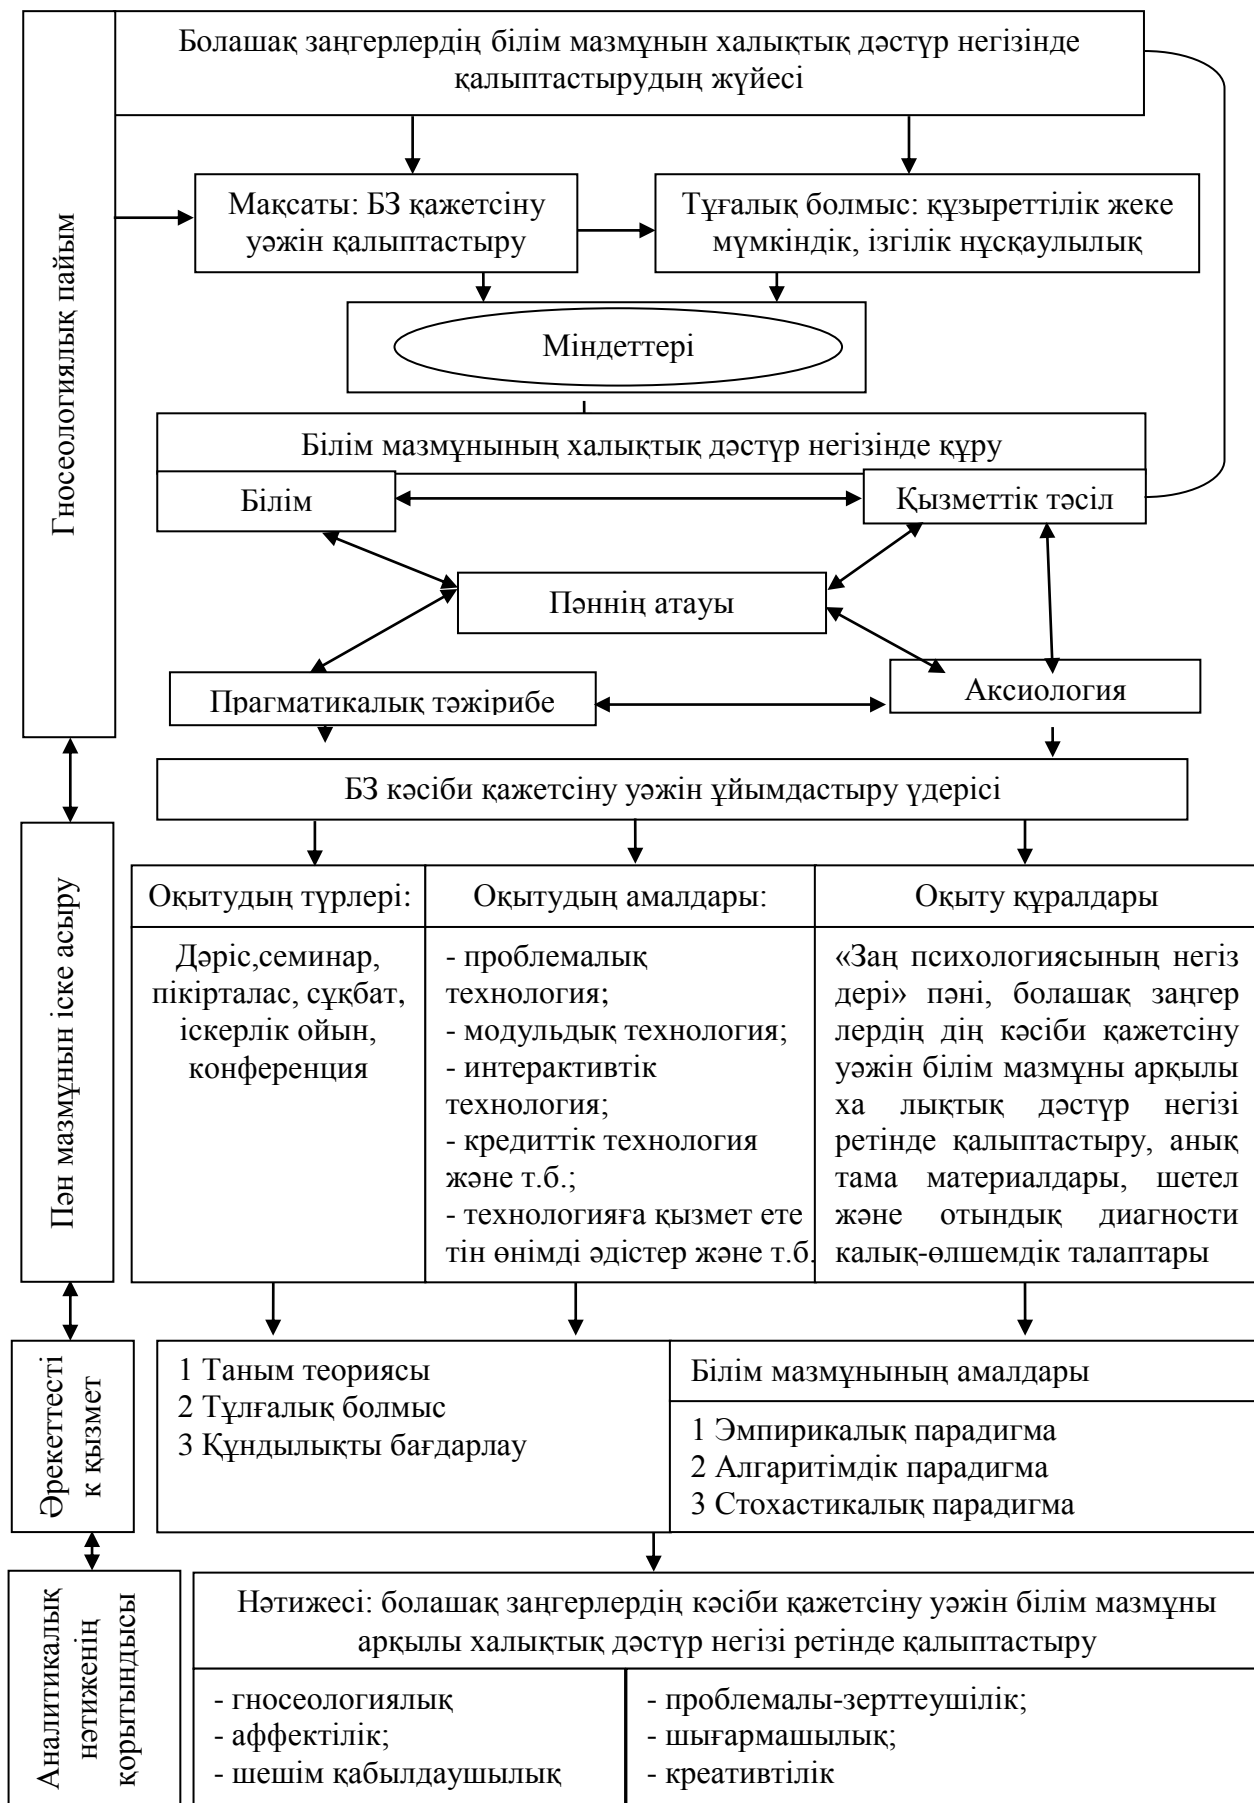 Болашақ заңгерлердің білім мазмұнын халықтық дәстүр негізінде
қалыптастырудың жүйесі
Гносеологиялық пайым
Мақсаты: БЗ қажетсіну
уәжін қалыптастыру
Тұғалық болмыс: құзыреттілік жеке
мүмкіндік, ізгілік нұсқаулылық
Міндеттері
Білім мазмұнының халықтық дәстүр негізінде құру
Білім
Қызметтік тәсіл
Пәннің атауы
Прагматикалық тәжірибе
Аксиология
БЗ кәсіби қажетсіну уәжін ұйымдастыру үдерісі
Пән мазмұнын іске асыру
Оқытудың түрлері:
Дәріс,семинар,
пікірталас, сұқбат,
іскерлік ойын,
конференция
Оқытудың амалдары:
- проблемалық
технология;
- модульдық технология;
- интерактивтік
технология;
- кредиттік технология
және т.б.;
- технологияға қызмет ете
тін өнімді әдістер және т.б.
Оқыту құралдары
«Заң психологиясының негіз
дері» пәні, болашақ заңгер
лердің дің кәсіби қажетсіну
уәжін білім мазмұны арқылы
ха лықтық дәстүр негізі
ретінде қалыптастыру, анық
тама материалдары, шетел
және отындық диагности
калық-өлшемдік талаптары
Әрекеттесті
к қызмет
1 Таным теориясы
2 Тұлғалық болмыс
3 Құндылықты бағдарлау
Білім мазмұнының амалдары
1 Эмпирикалық парадигма
2 Алгаритімдік парадигма
3 Стохастикалық парадигма
Аналитикалық
нәтиженің
қорытындысы
Нәтижесі: болашақ заңгерлердің кәсіби қажетсіну уәжін білім мазмұны
арқылы халықтық дәстүр негізі ретінде қалыптастыру
- гносеологиялық
- аффектілік;
- шешім қабылдаушылық
- проблемалы-зерттеушілік;
- шығармашылық;
- креативтілік